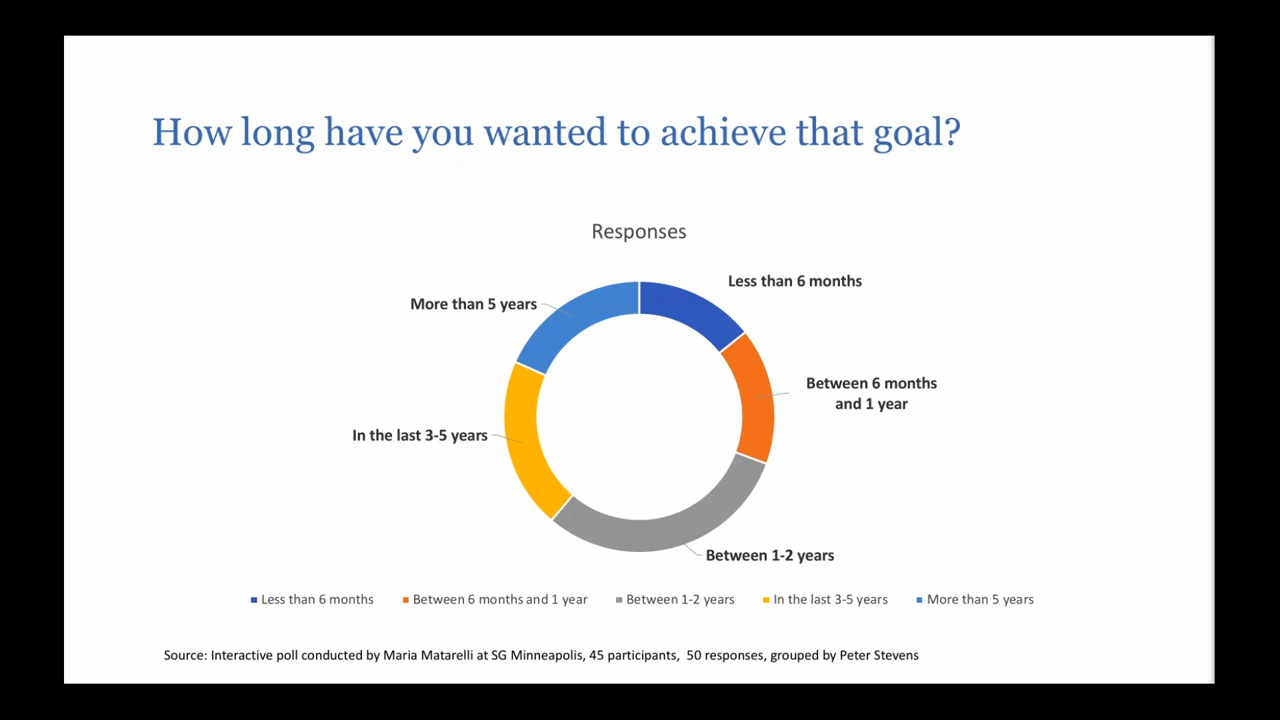 How long have you wanted to achieve that goal?
Responses
Less than 6 months
More than 5 years
Between 6 months
and 1 year
In the last 3-5 years
Between 1-2 years
Less than 6 months
Between 6 months and 1 year
Between 1-2 years
In the last 3-5 years
More than 5 years
Source: Interactive poll conducted by Maria Matarelli at SG Minneapolis, 45 participants,  50 responses, grouped by Peter Stevens